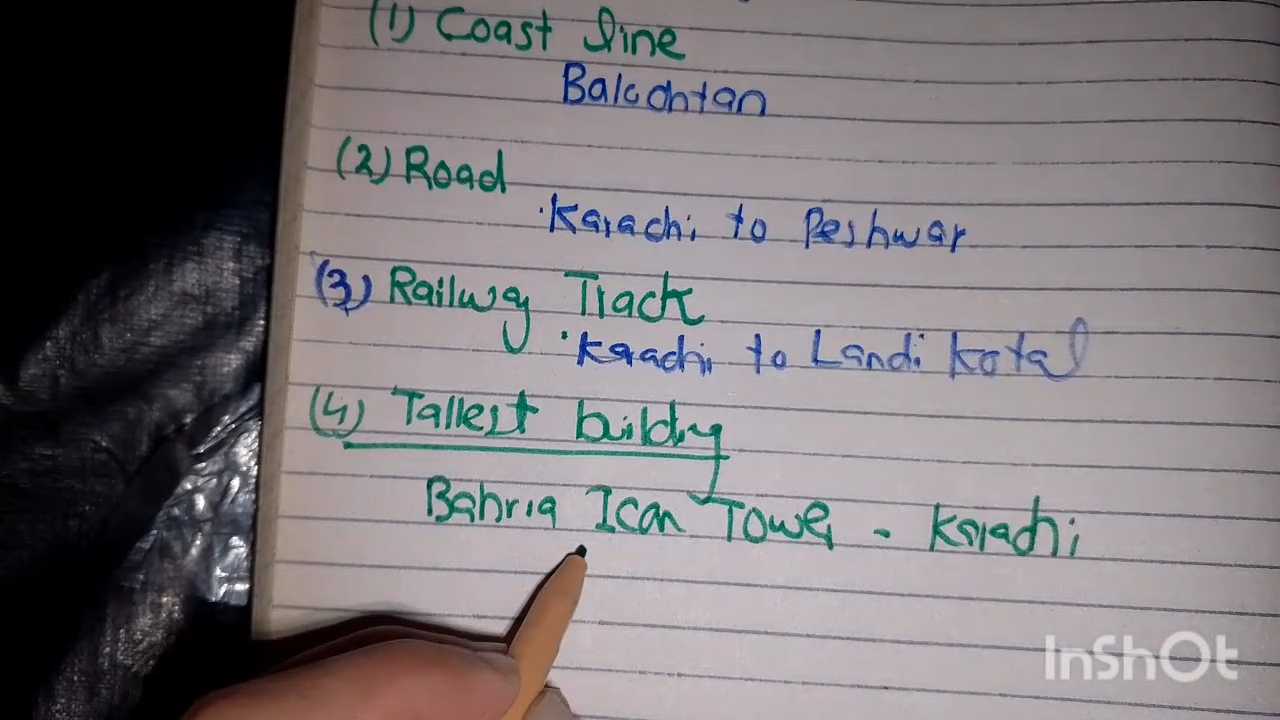 (1) Coast line
Balochtan
(2) Road
·Karachi to Peshwar
(3) Railway Track
·Karachi to Landi Kotal
(4) Tallest building
Bahria Icon Tower - Karachi
InShOt